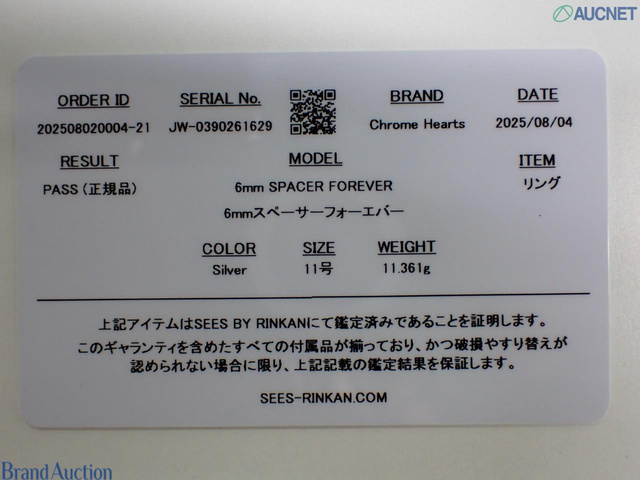 AUCNET
ORDER ID
SERIAL No.
BRAND
DATE
202508020004-21
JW-0390261629
Chrome Hearts
2025/08/04
RESULT
MODEL
ITEM
PASS (正規品)
6mm SPACER FOREVER
リング
6mmスペーサーフォーエバー
COLOR
SIZE
WEIGHT
Silver
11号
11.361g
上記アイテムはSEES BY RINKANにて鑑定済みであることを証明します。
このギャランティを含めたすべての付属品が揃っており、かつ破損やすり替えが
認められない場合に限り、上記記載の鑑定結果を保証します。
SEES-RINKAN.COM
Brand Auction